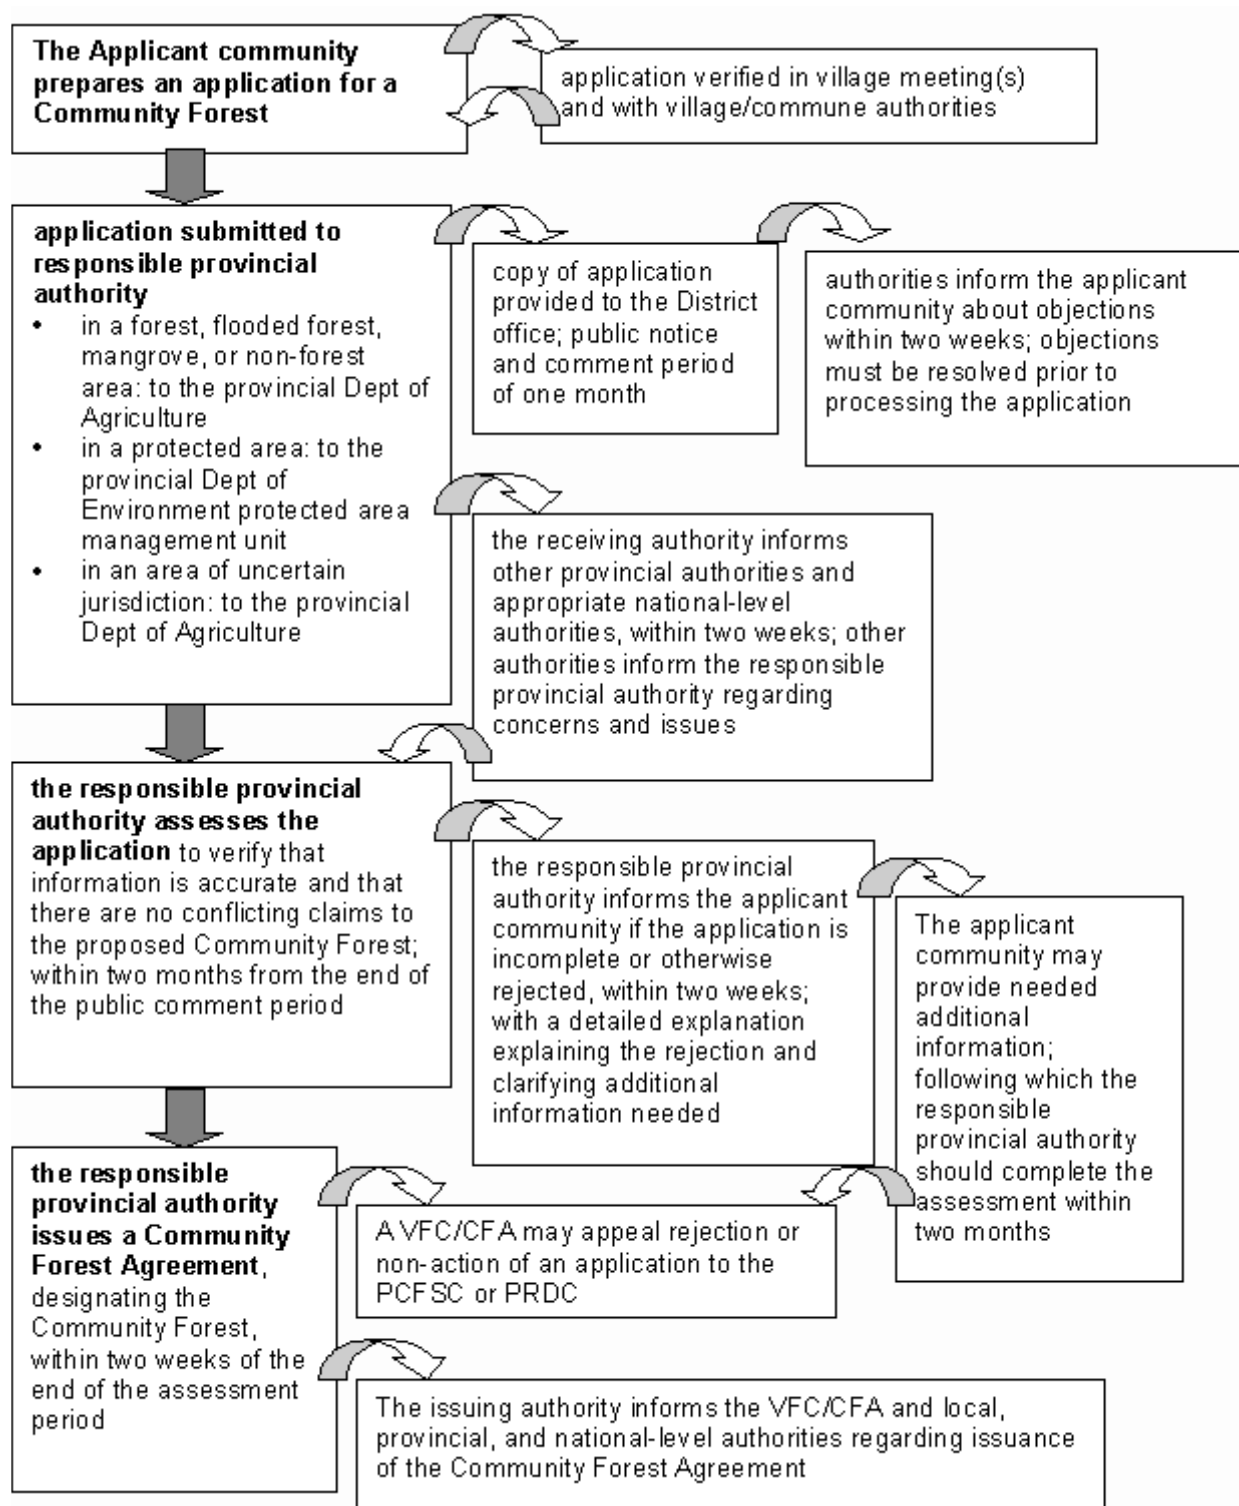 The Applicant community
prepares an application for a
Community Forest
application verified in village meeting(s)
and with village/commune authorities
application submitted to
responsible provincial
authority
• in a forest, flooded forest,
mangrove, or non-forest
area: to the provincial Dept of
Agriculture
• in a protected area: to the
provincial Dept of
Environment protected area
management unit
• in an area of uncertain
jurisdiction: to the provincial
Dept of Agriculture
copy of application
provided to the District
office; public notice
and comment period
of one month
authorities inform the applicant
community about objections
within two weeks; objections
must be resolved prior to
processing the application
the receiving authority informs
other provincial authorities and
appropriate national-level
authorities, within two weeks; other
authorities inform the responsible
provincial authority regarding
concerns and issues
the responsible provincial
authority assesses the
application to verify that
information is accurate and that
there are no conflicting claims to
the proposed Community Forest;
within two months from the end of
the public comment period
the responsible provincial
authority informs the applicant
community if the application is
incomplete or otherwise
rejected, within two weeks;
with a detailed explanation
explaining the rejection and
clarifying additional
information needed
The applicant
community may
provide needed
additional
information;
following which the
responsible
provincial authority
should complete the
assessment within
two months
the responsible
provincial authority
issues a Community
Forest Agreement,
designating the
Community Forest,
within two weeks of the
end of the assessment
period
A VFC/CFA may appeal rejection or
non-action of an application to the
PCFSC or PRDC
The issuing authority informs the VFC/CFA and local,
provincial, and national-level authorities regarding issuance
of the Community Forest Agreement